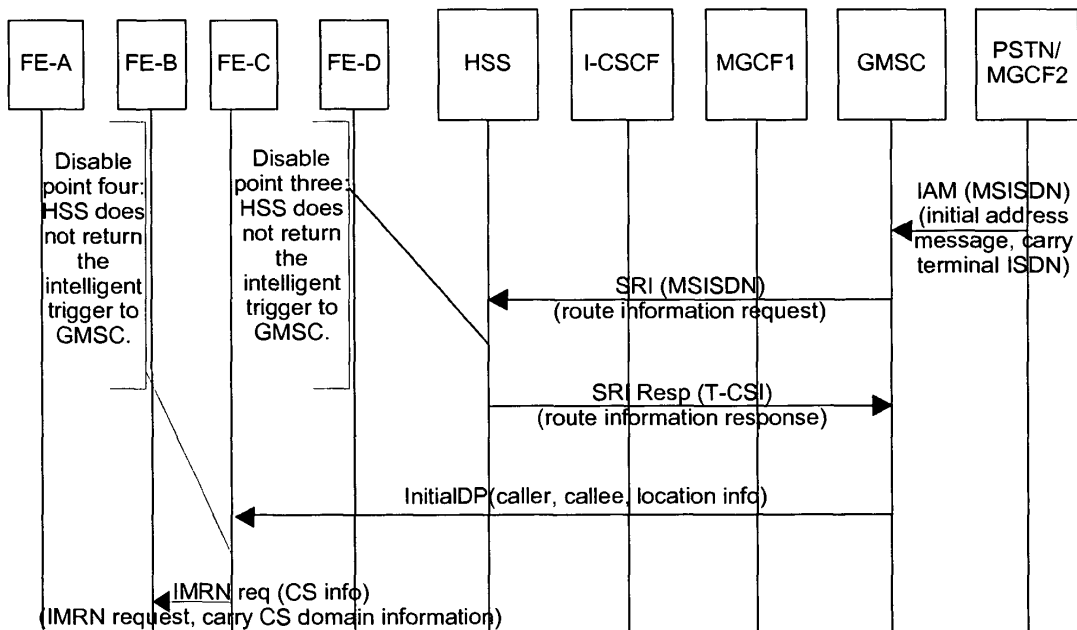 FE-A
FE-B
FE-C
FE-D
HSS
I-CSCF
MGCF1
GMSC
PSTN/
MGCF2
Disable
point four:
HSS does
not return
the
intelligent
trigger to
GMSC.
Disable
point three:
HSS does
not return
the
intelligent
trigger to
GMSC.
IAM (MSISDN)
(initial address
message, carry
terminal ISDN)
SRI (MSISDN)
(route information request)
SRI Resp (T-CSI)
(route information response)
InitialDP(caller, callee, location info)
IMRN req (CS info)
(IMRN request, carry CS domain information)